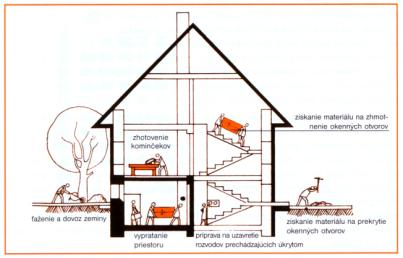 získanie materiálu na zhmot-
nenie okenných otvorov
zhotovenie
komínčekov
ťaženie a dovoz zeminy
vypratanie
priestoru
príprava na uzavretie
rozvodov prechádzajúcich úkrytom
získanie materiálu na prekrytie
okenných otvorov